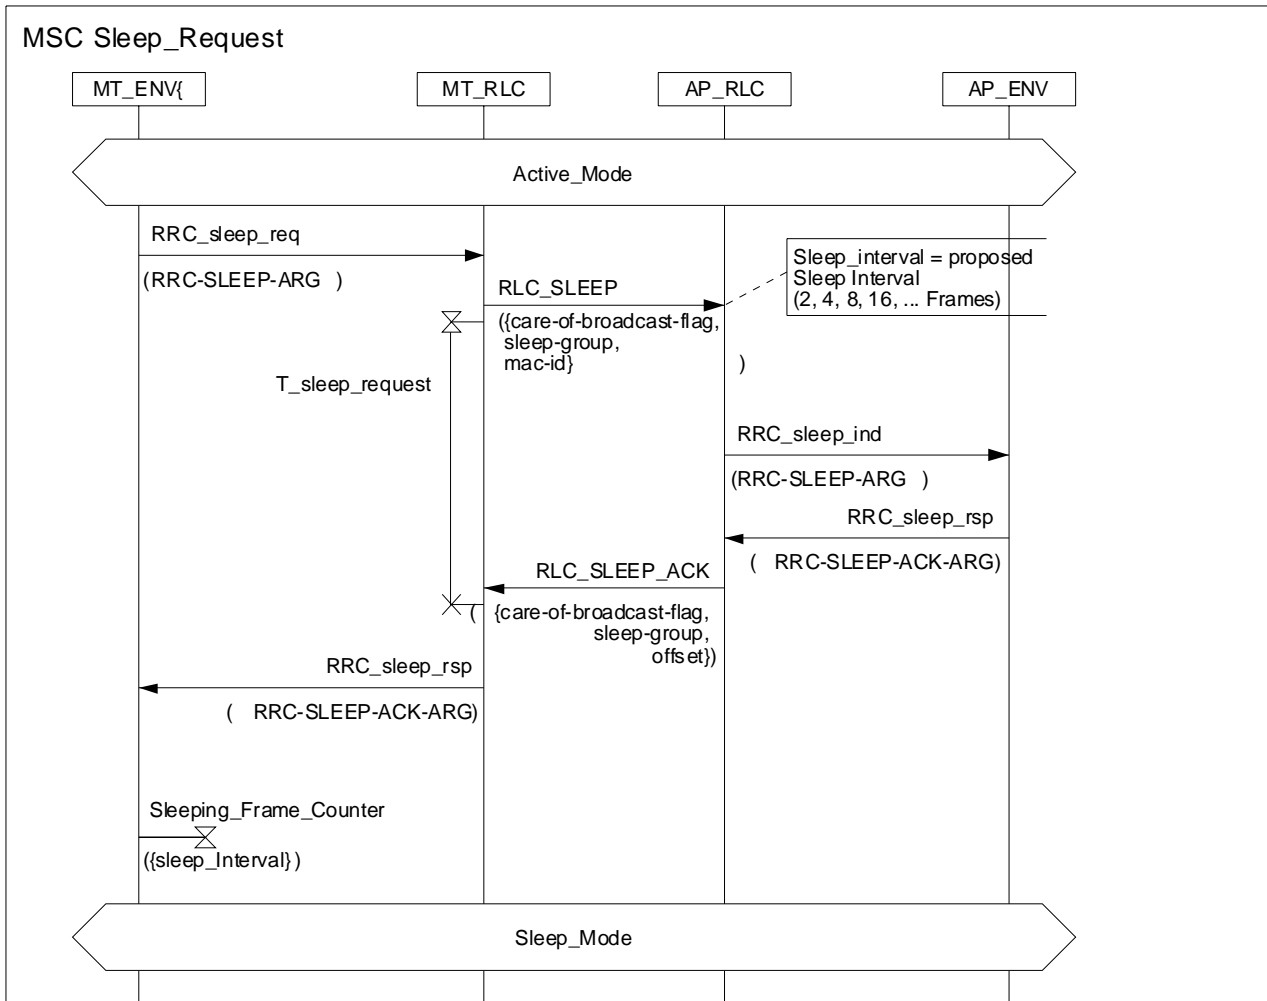 MSC Sleep_Request
MT_ENV{
MT_RLC
AP_RLC
AP_ENV
Active_Mode
RRC_sleep_req
(RRC-SLEEP-ARG )
Sleep_interval = proposed
Sleep Interval
(2, 4, 8, 16, ... Frames)
RLC_SLEEP
({care-of-broadcast-flag,
sleep-group,
mac-id} )
T_sleep_request
RRC_sleep_ind
(RRC-SLEEP-ARG )
RRC_sleep_rsp
( RRC-SLEEP-ACK-ARG)
RLC_SLEEP_ACK
( {care-of-broadcast-flag,
sleep-group,
offset})
RRC_sleep_rsp
( RRC-SLEEP-ACK-ARG)
Sleeping_Frame_Counter
({sleep_Interval})
Sleep_Mode